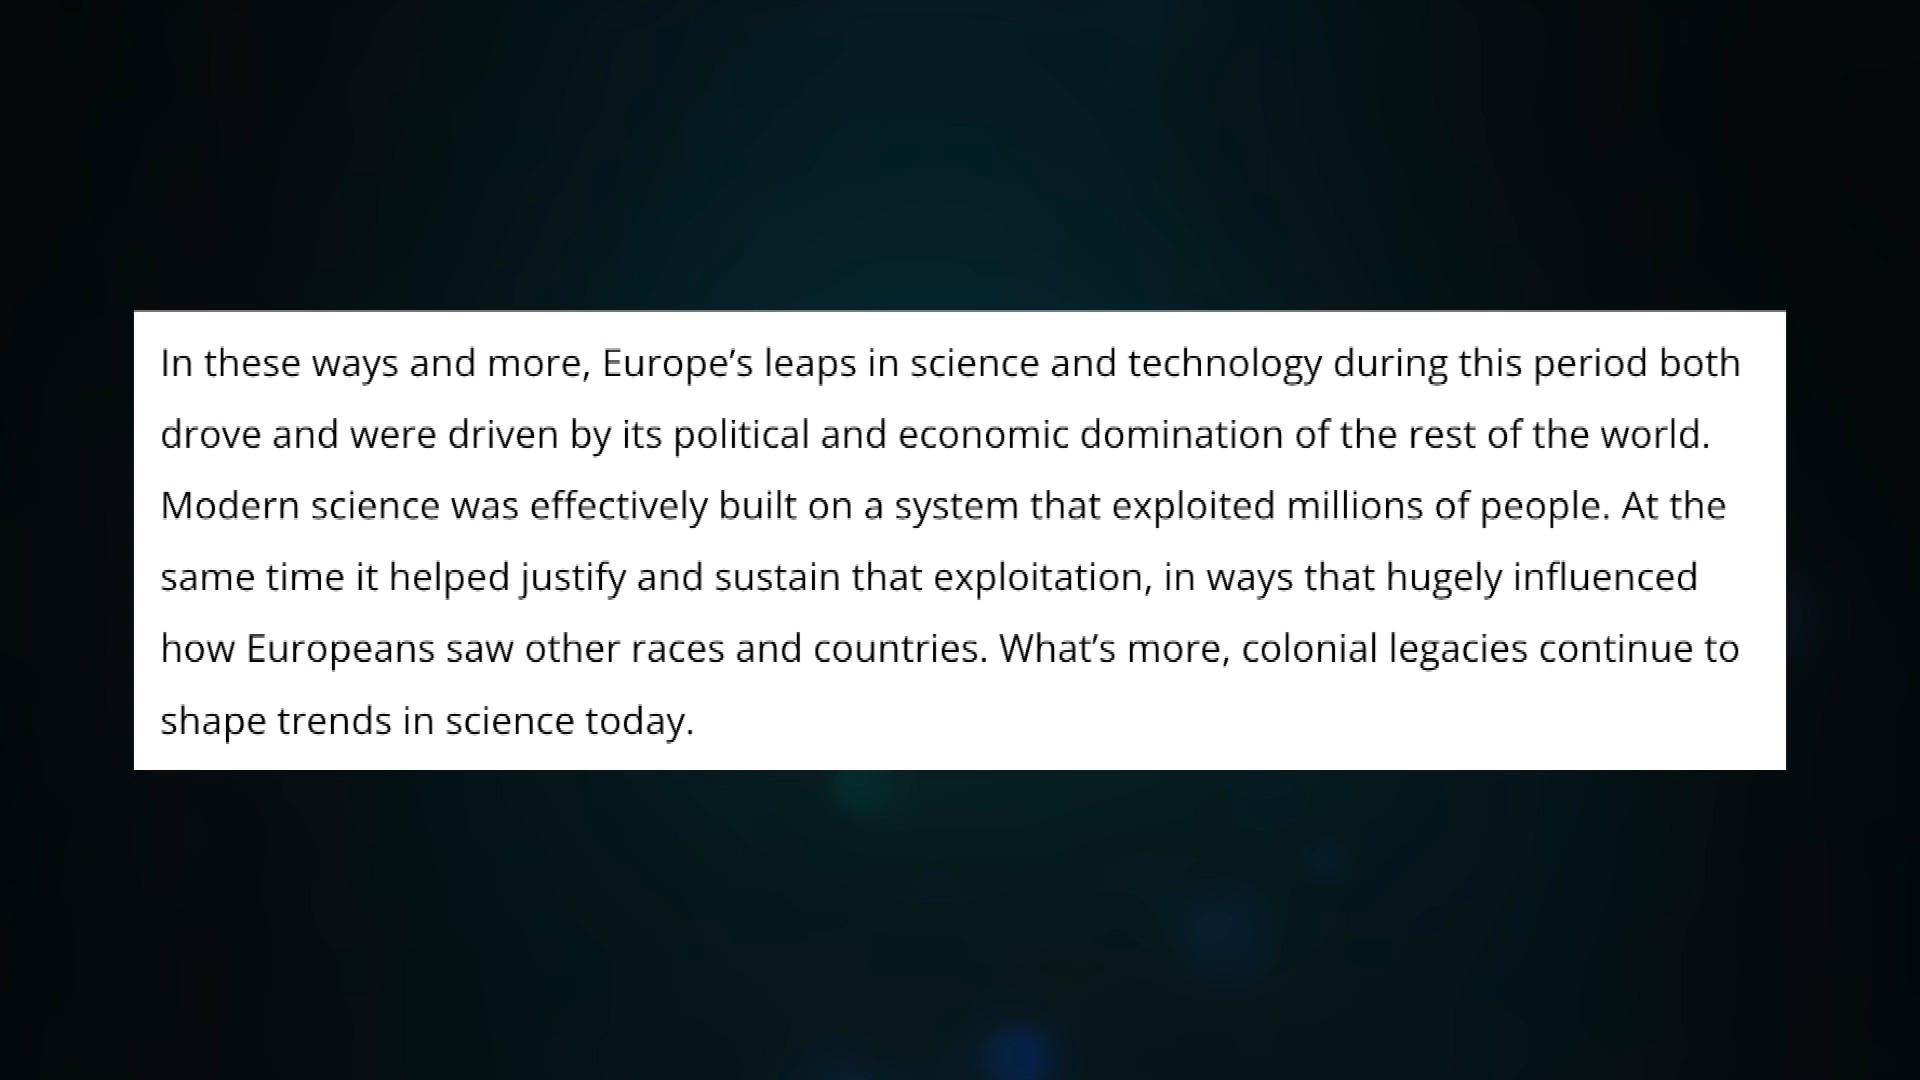 In these ways and more, Europe’s leaps in science and technology during this period both
drove and were driven by its political and economic domination of the rest of the world.
Modern science was effectively built on a system that exploited millions of people. At the
same time it helped justify and sustain that exploitation, in ways that hugely influenced
how Europeans saw other races and countries. What’s more, colonial legacies continue to
shape trends in science today.